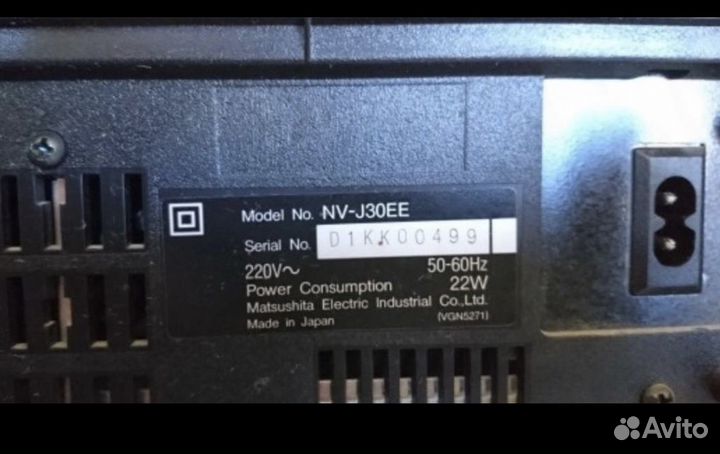 Model No. NV-J30EE
Serial No. D1KK00499
220V~ 50-60Hz
Power Consumption 22W
Matsushita Electric Industrial Co.,Ltd.
Made in Japan (VGN5271)
Avito